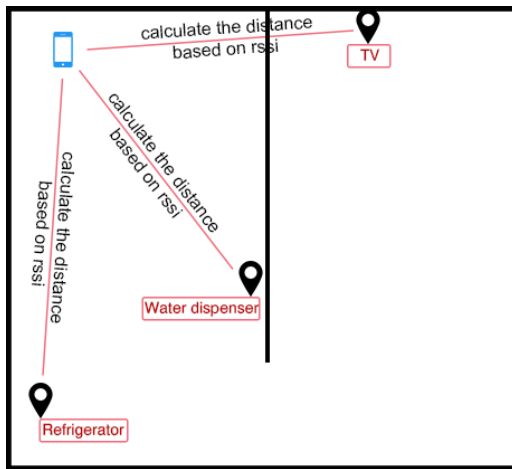 calculate the distance
based on rssi
TV
calculate the distance
based on rssi
calculate the distance
based on rssi
Water dispenser
Refrigerator